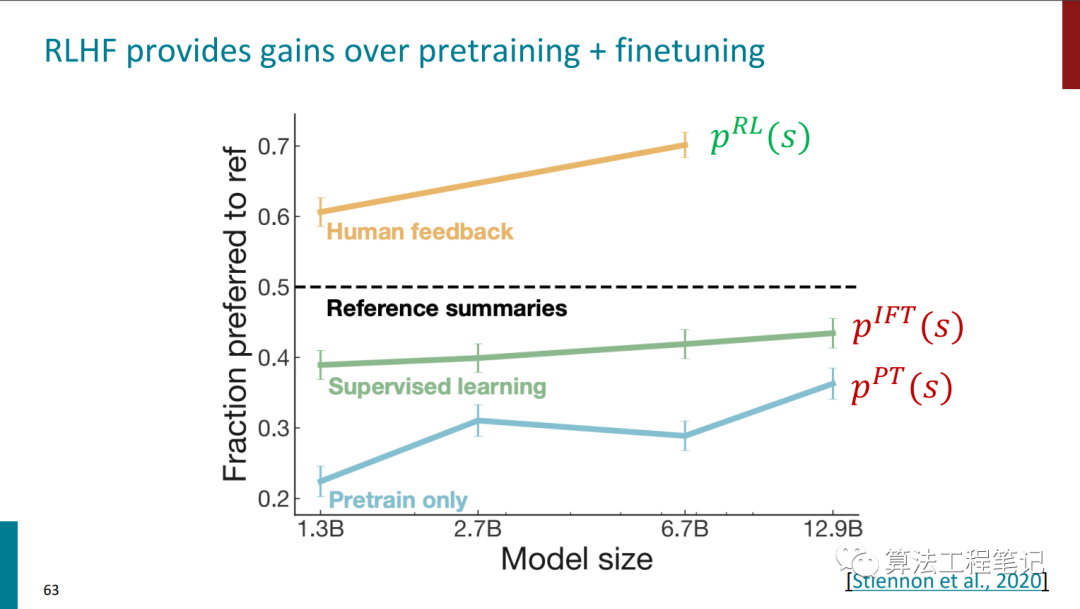 RLHF provides gains over pretraining + finetuning
Fraction preferred to ref
0.7
0.6
0.5
0.4
0.3
0.2
p^{RL}(s)
Human feedback
Reference summaries
p^{IFT}(s)
Supervised learning
p^{PT}(s)
Pretrain only
1.3B 2.7B 6.7B 12.9B
Model size
算法工程笔记
[Stiennon et al., 2020]
63